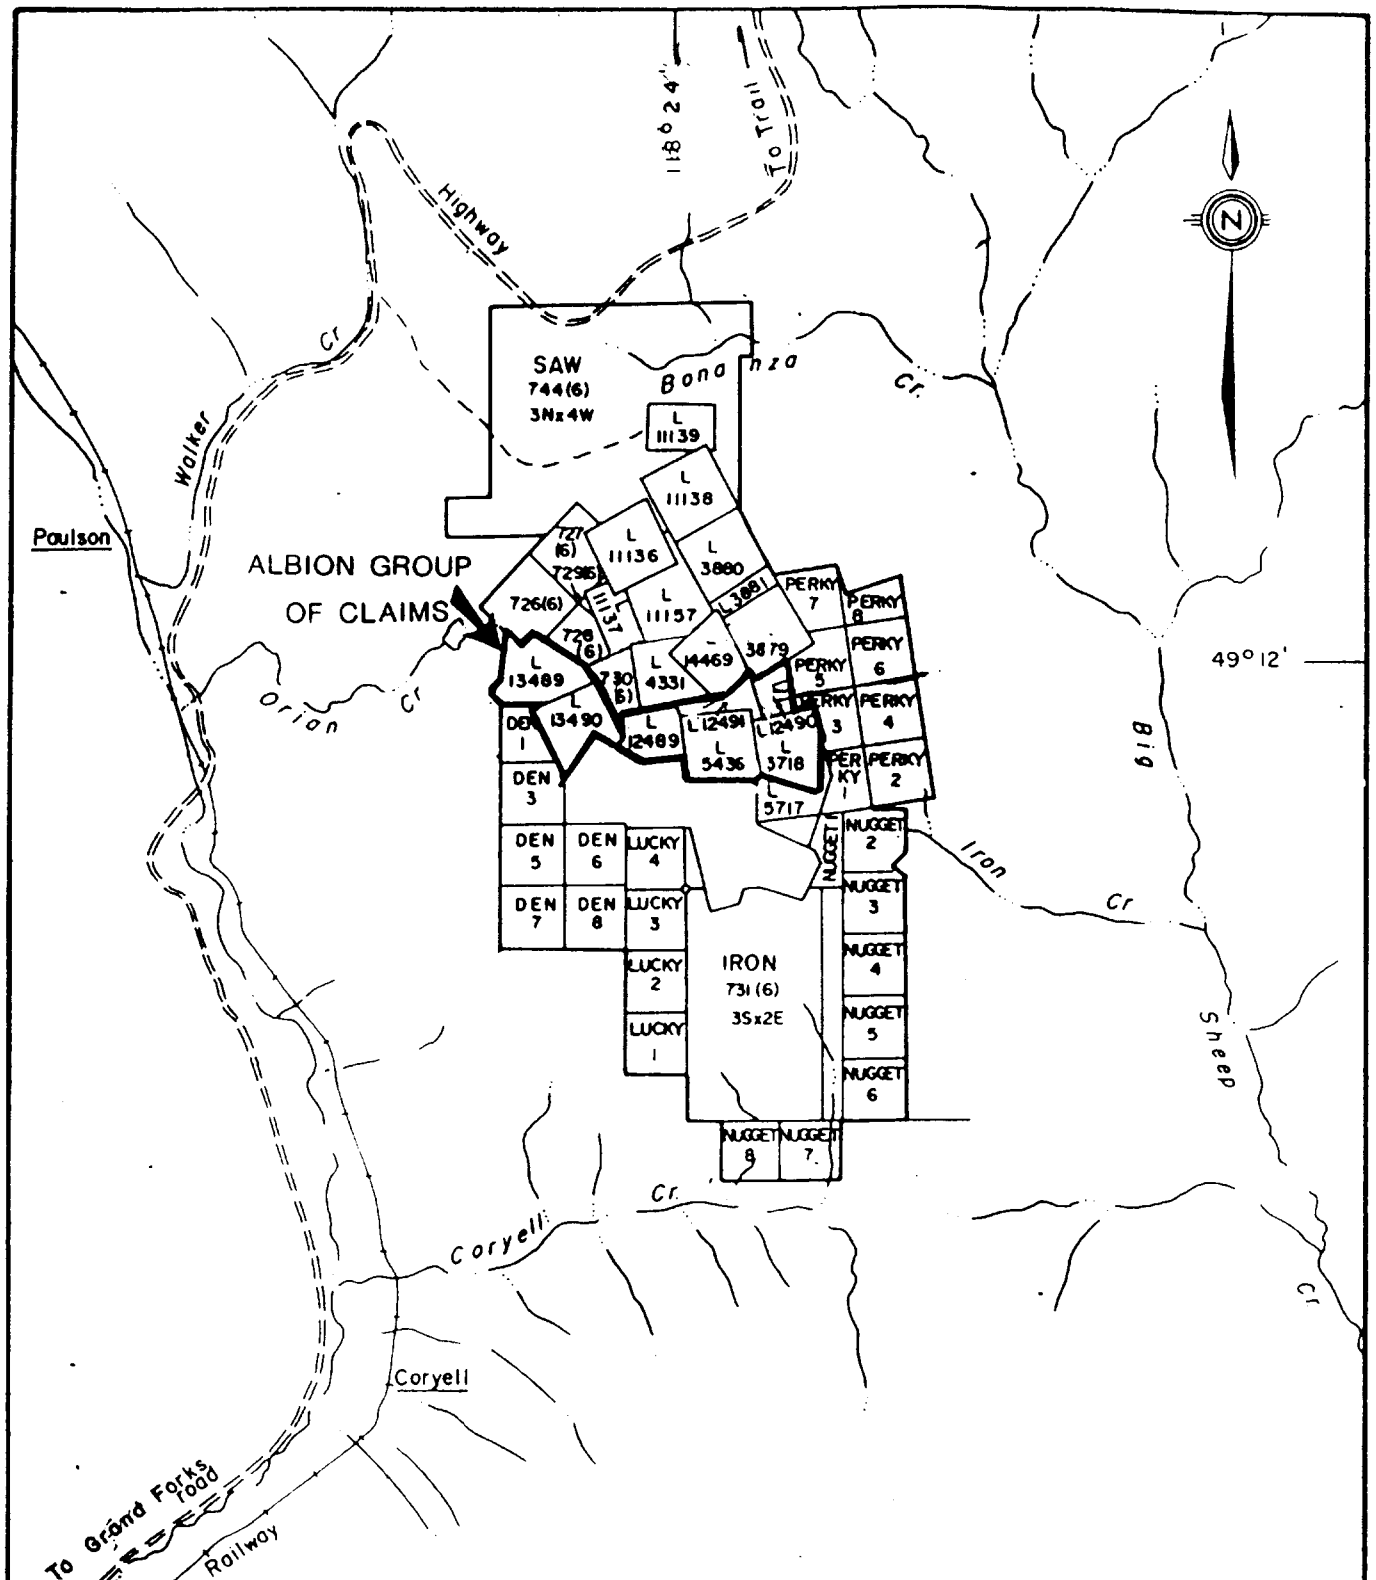 118° 24'
To Trail
Highway
N
Cr
SAW
744(6)
3N x 4W
Bonanza
Cr.
L
11139
Walker
L
11138
Paulson
727
(6)
L
11136
ALBION GROUP
OF CLAIMS
729(6)
L
3880
L 3881
PERKY
7
PERKY
8
726(6)
L
11137
L
11157
728
(6)
14469
3879
PERKY
6
PERKY
5
49° 12'
L
13489
730
(6)
L
4331
Orian
Cr
L
13490
DEN
1
L
12489
L 12491
L 12490
PERKY
3
PERKY
4
Big
L
5436
L
3718
PERKY
1
PERKY
2
DEN
3
L
5717
DEN
5
DEN
6
LUCKY
4
NUGGET 1
NUGGET
2
Iron
Cr
DEN
7
DEN
8
LUCKY
3
NUGGET
3
LUCKY
2
IRON
731(6)
3S x 2E
NUGGET
4
LUCKY
1
NUGGET
5
Sheep
NUGGET
6
NUGGET
8
NUGGET
7
Coryell
Cr.
Cr
Coryell
To Grand Forks
road
Railway